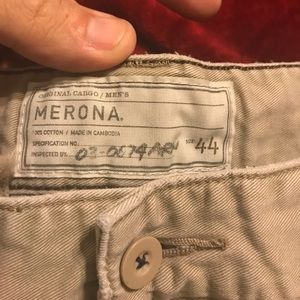 ORIGINAL CARGO / MEN'S
MERONA.
100% COTTON / MADE IN CAMBODIA
SPECIFICATION NO.
INSPECTED BY. SIZE: 44